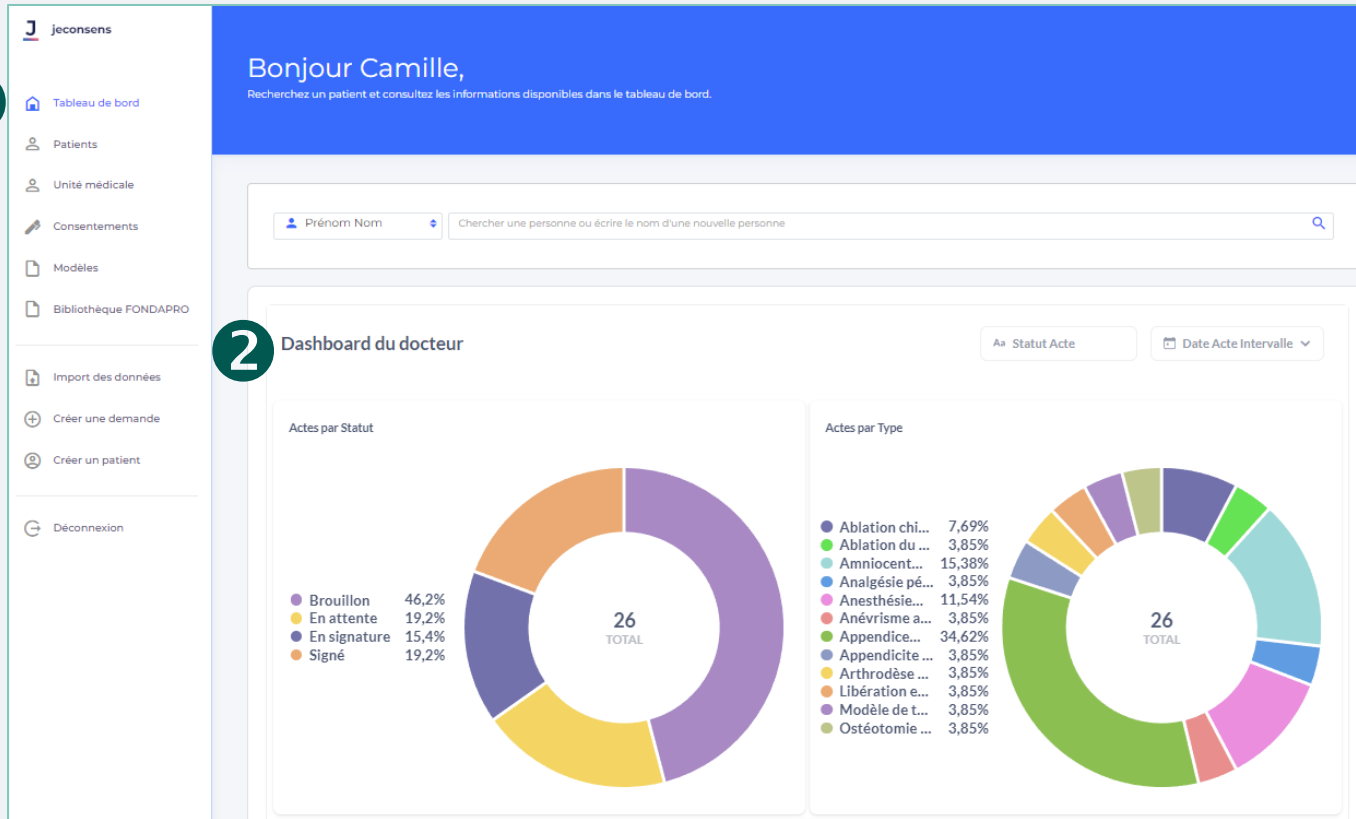 J jeconsens
Tableau de bord
Patients
Unité médicale
Consentements
Modèles
Bibliothèque FONDAPRO
Import des données
Créer une demande
Créer un patient
Déconnexion
Bonjour Camille,
Recherchez un patient et consultez les informations disponibles dans le tableau de bord.
Prénom Nom
Chercher une personne ou écrire le nom d'une nouvelle personne
2
Dashboard du docteur
Aa Statut Acte
Date Acte Intervalle
Actes par Statut
Brouillon 46,2%
En attente 19,2%
En signature 15,4%
Signé 19,2%
26
TOTAL
Actes par Type
Ablation chi... 7,69%
Ablation du ... 3,85%
Amniocent... 15,38%
Analgésie pé... 3,85%
Anesthésie... 11,54%
Anévrisme a... 3,85%
Appendice... 34,62%
Appendicite ... 3,85%
Arthrodèse ... 3,85%
Libération e... 3,85%
Modèle de t... 3,85%
Ostéotomie ... 3,85%
26
TOTAL